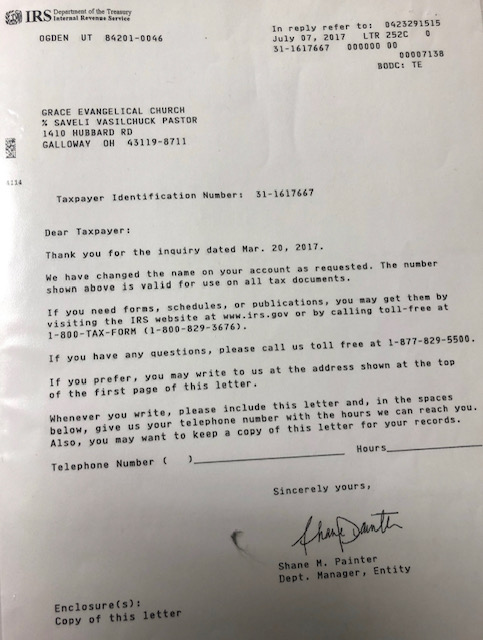 IRS Department of the Treasury
Internal Revenue Service
OGDEN UT 84201-0046
In reply refer to: 0423291515
July 07, 2017 LTR 252C 0
31-1617667 000000 00
00007138
BODC: TE
GRACE EVANGELICAL CHURCH
% SAVELI VASILCHUCK PASTOR
1410 HUBBARD RD
GALLOWAY OH 43119-8711
Taxpayer Identification Number: 31-1617667
Dear Taxpayer:
Thank you for the inquiry dated Mar. 20, 2017.
We have changed the name on your account as requested. The number
shown above is valid for use on all tax documents.
If you need forms, schedules, or publications, you may get them by
visiting the IRS website at www.irs.gov or by calling toll-free at
1-800-TAX-FORM (1-800-829-3676).
If you have any questions, please call us toll free at 1-877-829-5500.
If you prefer, you may write to us at the address shown at the top
of the first page of this letter.
Whenever you write, please include this letter and, in the spaces
below, give us your telephone number with the hours we can reach you.
Also, you may want to keep a copy of this letter for your records.
Telephone Number ( )____________________ Hours__________
Sincerely yours,
Shane M. Painter
Dept. Manager, Entity
Enclosure(s):
Copy of this letter